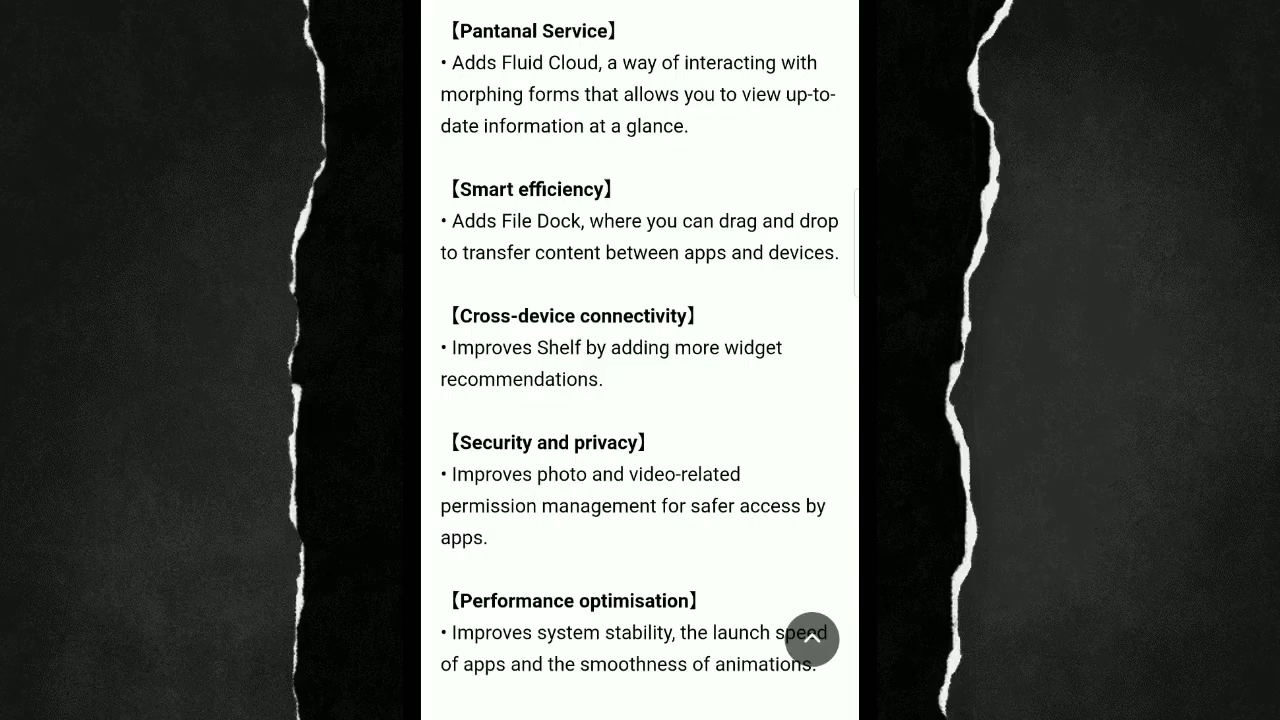 【Pantanal Service】
• Adds Fluid Cloud, a way of interacting with
morphing forms that allows you to view up-to-
date information at a glance.
【Smart efficiency】
• Adds File Dock, where you can drag and drop
to transfer content between apps and devices.
【Cross-device connectivity】
• Improves Shelf by adding more widget
recommendations.
【Security and privacy】
• Improves photo and video-related
permission management for safer access by
apps.
【Performance optimisation】
• Improves system stability, the launch speed
of apps and the smoothness of animations.